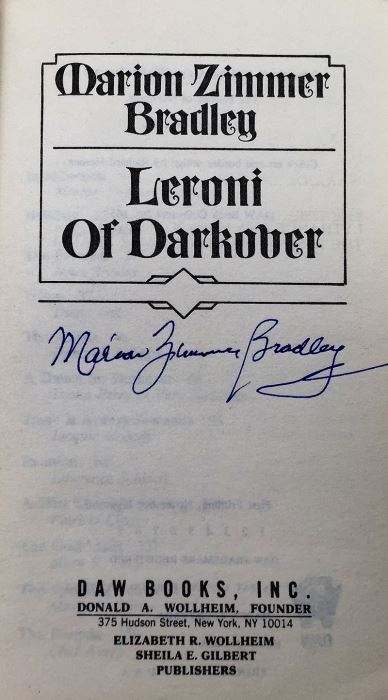 Marion Zimmer
Bradley
Leroni
Of Darkover
Marion Zimmer Bradley
DAW BOOKS, INC.
DONALD A. WOLLHEIM, FOUNDER
375 Hudson Street, New York, NY 10014
ELIZABETH R. WOLLHEIM
SHEILA E. GILBERT
PUBLISHERS